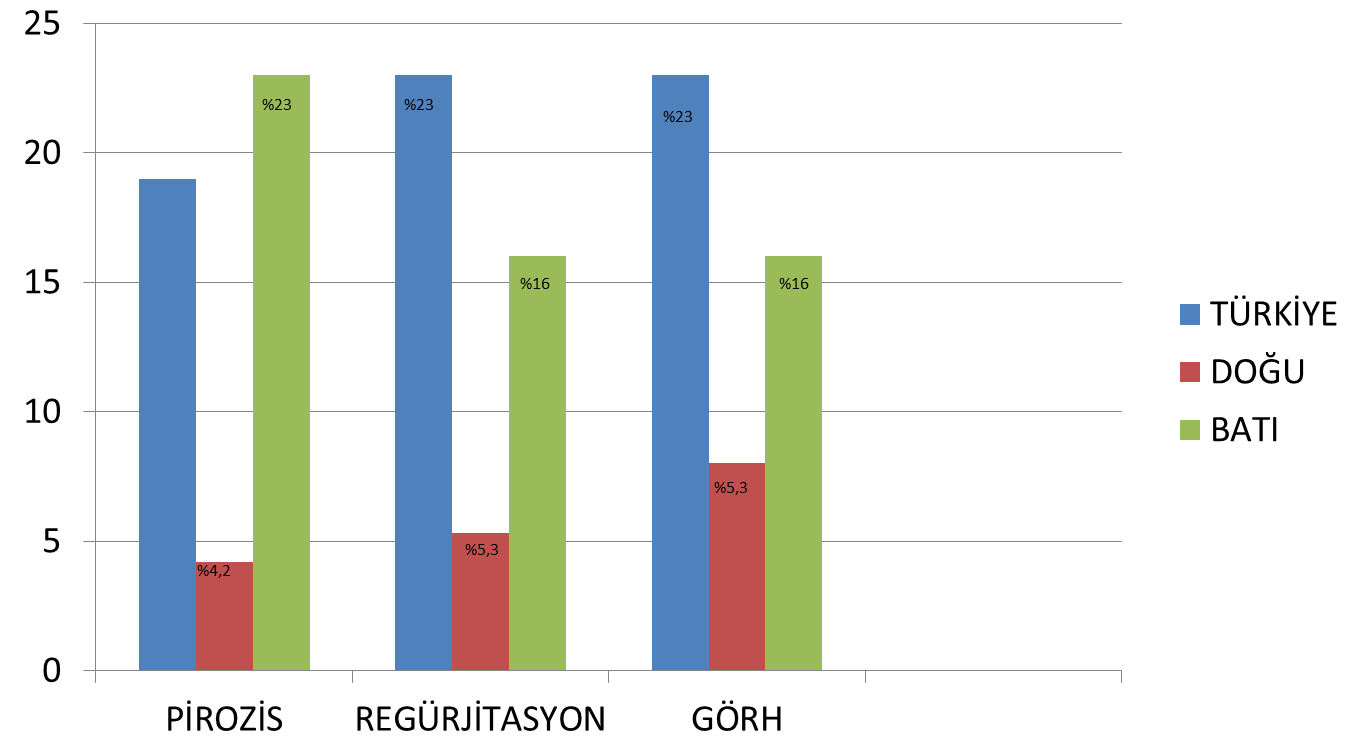 25
20
15
10
5
0
%23
%23
%23
%16
%16
%4,2
%5,3
%5,3
PİROZİS
REGÜRJİTASYON
GÖRH
TÜRKİYE
DOĞU
BATI